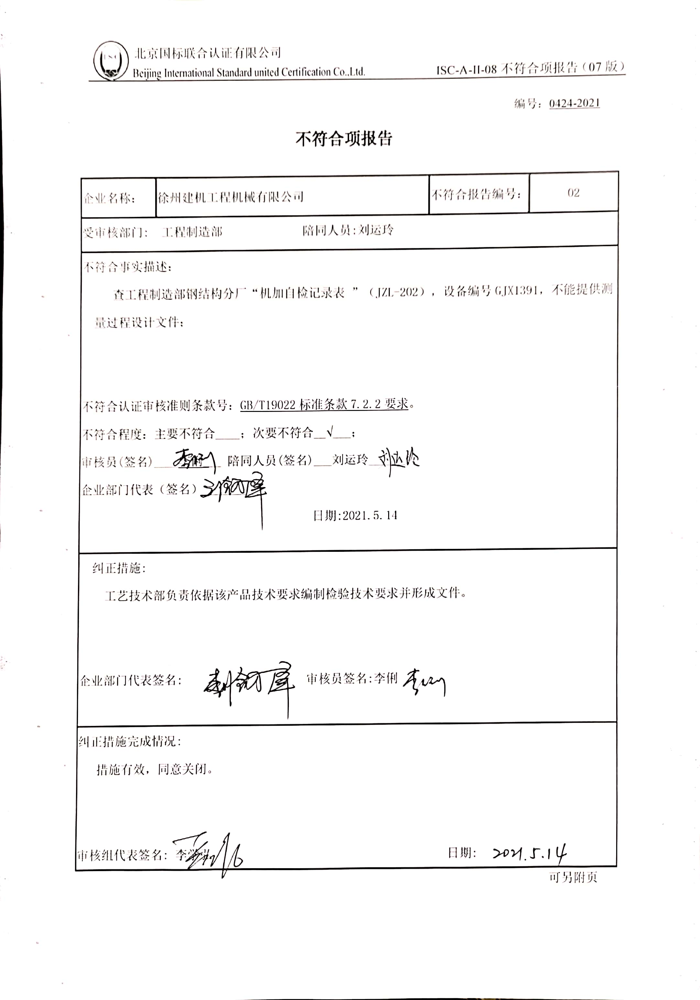 ISC
北京国标联合认证有限公司
Beijing International Standard united Certification Co.,Ltd.
ISC-A-II-08 不符合项报告（07 版）
编号：0424-2021
不符合项报告
企业名称： 徐州建机工程机械有限公司 不符合报告编号： 02
受审核部门： 工程制造部 陪同人员：刘运玲
不符合事实描述：
查工程制造部钢结构分厂“机加自检记录表 ”（JZL-202），设备编号 GJX1391，不能提供测
量过程设计文件；
不符合认证审核准则条款号：GB/T19022 标准条款 7.2.2 要求。
不符合程度：主要不符合____；次要不符合__√___；
审核员(签名) 李俐 陪同人员(签名)___刘运玲__刘运玲
企业部门代表（签名）
日期:2021.5.14
纠正措施：
工艺技术部负责依据该产品技术要求编制检验技术要求并形成文件。
企业部门代表签名： 审核员签名:李俐 李俐
纠正措施完成情况：
措施有效，同意关闭。
审核组代表签名：李 日期： 2021.5.14
可另附页